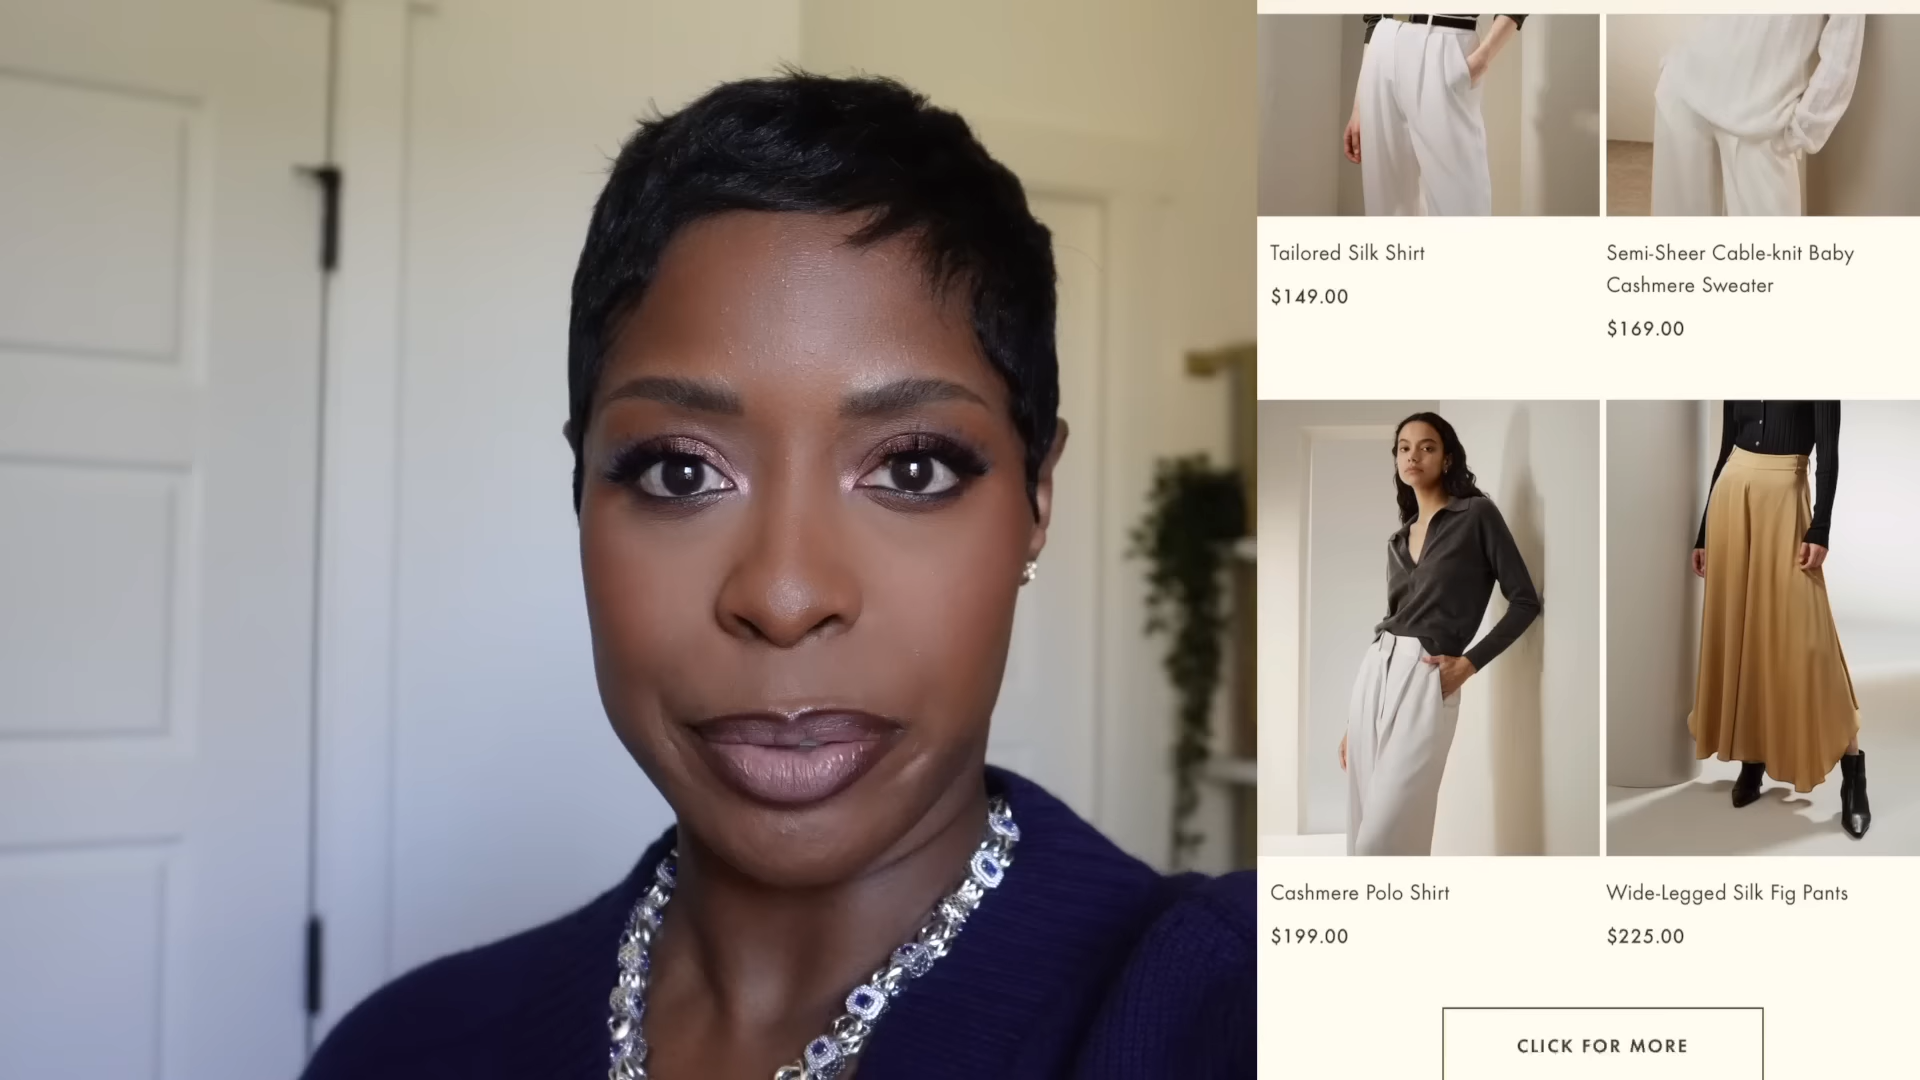 Tailored Silk Shirt
$149.00
Semi-Sheer Cable-knit Baby
Cashmere Sweater
$169.00
Cashmere Polo Shirt
$199.00
Wide-Legged Silk Fig Pants
$225.00
CLICK FOR MORE